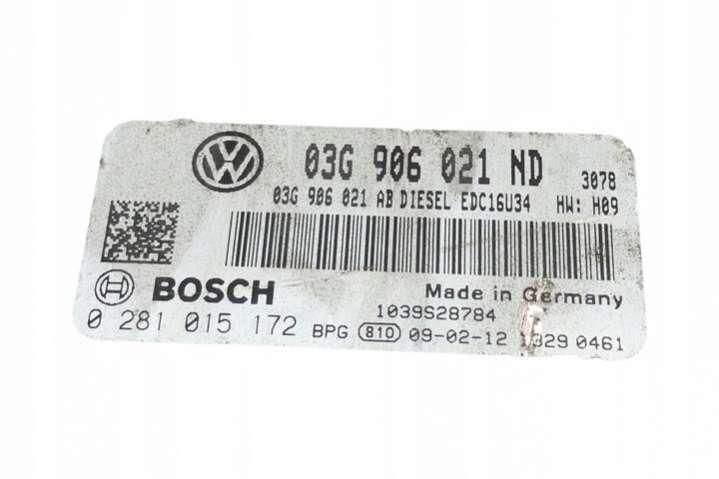 03G 906 021 ND 3078
03G 906 021 AB DIESEL EDC16U34 HW: H09
BOSCH Made in Germany
1039S28784
0 281 015 172 BPG 810 09-02-12 0461